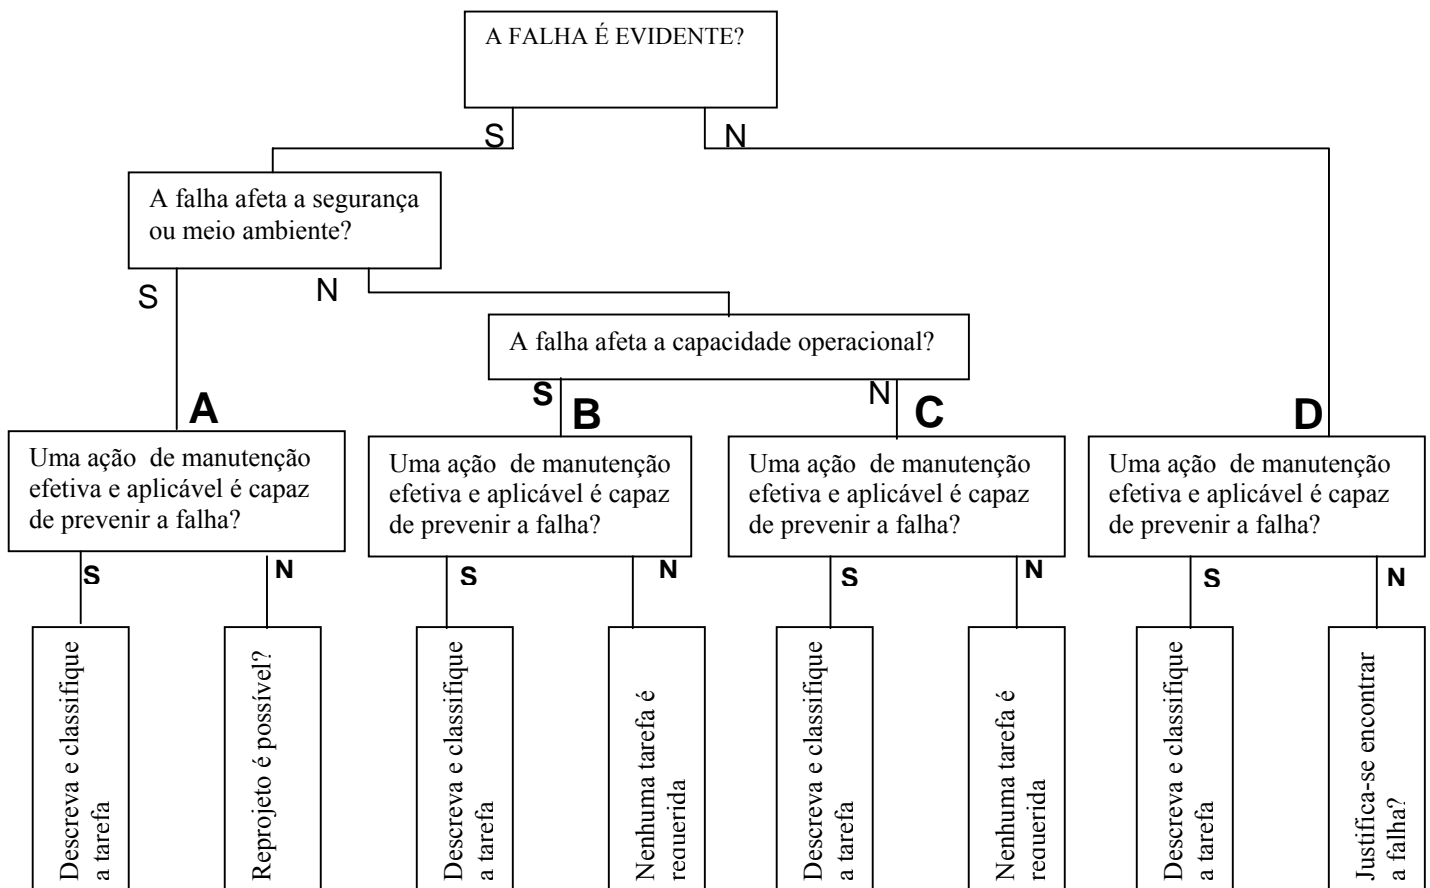 A FALHA É EVIDENTE?
S
N
A falha afeta a segurança
ou meio ambiente?
S
N
A falha afeta a capacidade operacional?
S
N
A
B
C
D
Uma ação de manutenção
efetiva e aplicável é capaz
de prevenir a falha?
Uma ação de manutenção
efetiva e aplicável é capaz
de prevenir a falha?
Uma ação de manutenção
efetiva e aplicável é capaz
de prevenir a falha?
Uma ação de manutenção
efetiva e aplicável é capaz
de prevenir a falha?
S
N
S
N
S
N
S
N
Descreva e classifique
a tarefa
Reprojeto é possível?
Descreva e classifique
a tarefa
Nenhuma tarefa é
requerida
Descreva e classifique
a tarefa
Nenhuma tarefa é
requerida
Descreva e classifique
a tarefa
Justifica-se encontrar
a falha?